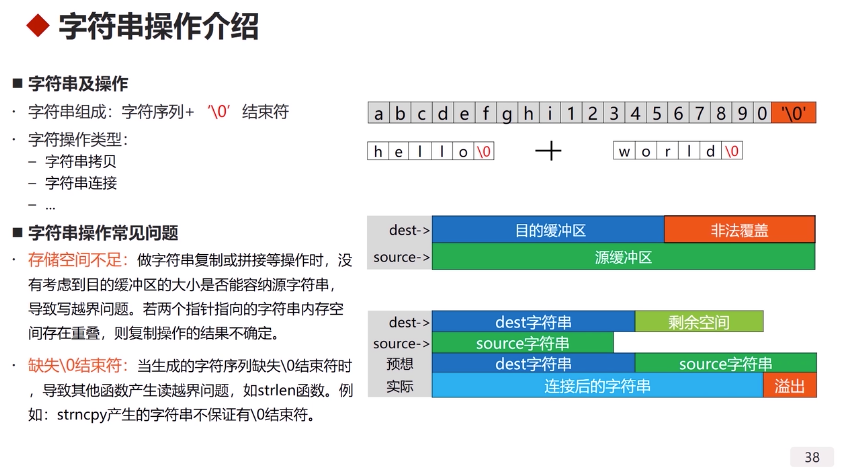 字符串操作介绍
字符串及操作
· 字符串组成：字符序列+ ‘\0’ 结束符
· 字符操作类型：
– 字符串拷贝
– 字符串连接
– ...
字符串操作常见问题
· 存储空间不足：做字符串复制或拼接等操作时，没
有考虑到目的缓冲区的大小是否能容纳源字符串，
导致写越界问题。若两个指针指向的字符串内存空
间存在重叠，则复制操作的结果不确定。
· 缺失\0结束符：当生成的字符序列缺失\0结束符时
，导致其他函数产生读越界问题，如strlen函数。例
如：strncpy产生的字符串不保证有\0结束符。
a b c d e f g h i 1 2 3 4 5 6 7 8 9 0 '\0'
h e l l o \0 + w o r l d \0
dest-> 目的缓冲区 非法覆盖
source-> 源缓冲区
dest-> dest字符串 剩余空间
source-> source字符串
预想 dest字符串 source字符串
实际 连接后的字符串 溢出
38